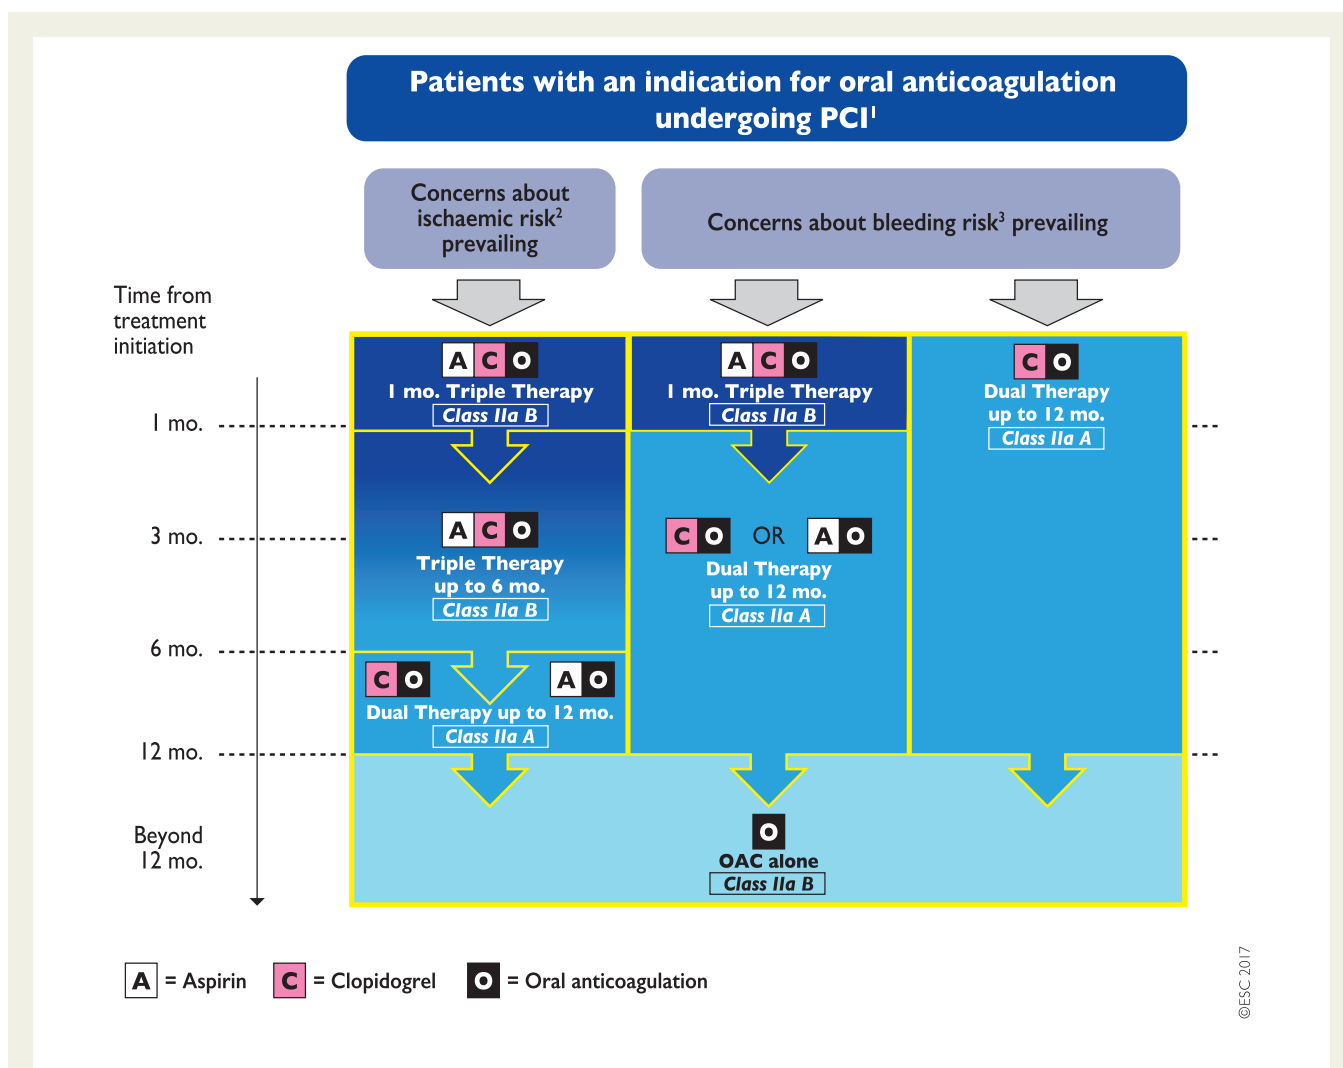 Patients with an indication for oral anticoagulation
undergoing PCI¹
Concerns about
ischaemic risk²
prevailing
Concerns about bleeding risk³ prevailing
Time from
treatment
initiation
A C O
1 mo. Triple Therapy
Class IIa B
A C O
1 mo. Triple Therapy
Class IIa B
C O
Dual Therapy
up to 12 mo.
Class IIa A
1 mo.
A C O
Triple Therapy
up to 6 mo.
Class IIa B
3 mo.
C O OR A O
Dual Therapy
up to 12 mo.
Class IIa A
6 mo.
C O A O
Dual Therapy up to 12 mo.
Class IIa A
12 mo.
Beyond
12 mo.
O
OAC alone
Class IIa B
A = Aspirin C = Clopidogrel O = Oral anticoagulation
©ESC 2017